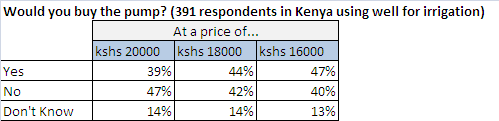 Would you buy the pump? (391 respondents in Kenya using well for irrigation)
At a price of...
kshs 20000 kshs 18000 kshs 16000
Yes 39% 44% 47%
No 47% 42% 40%
Don't Know 14% 14% 13%